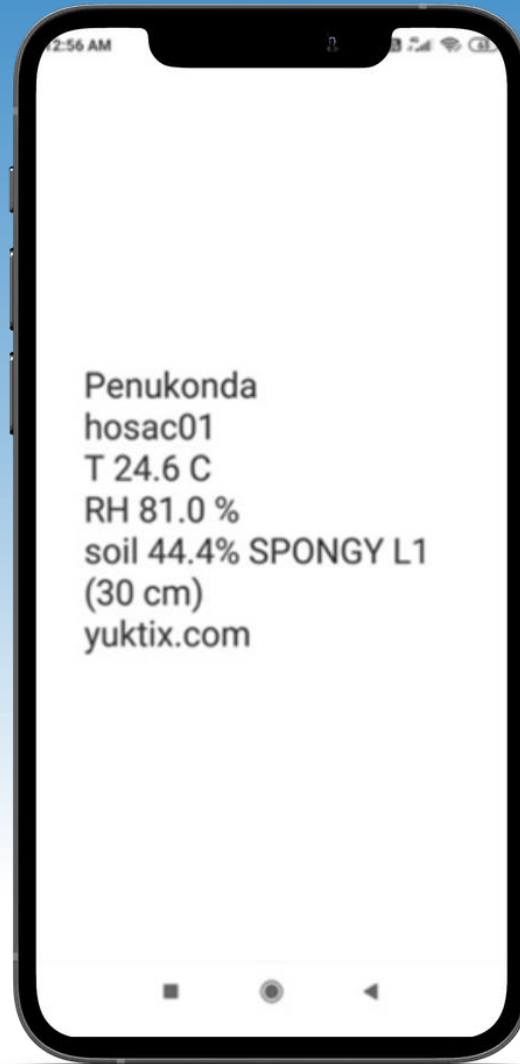 2:56 AM
Penukonda
hosac01
T 24.6 C
RH 81.0 %
soil 44.4% SPONGY L1
(30 cm)
yuktix.com